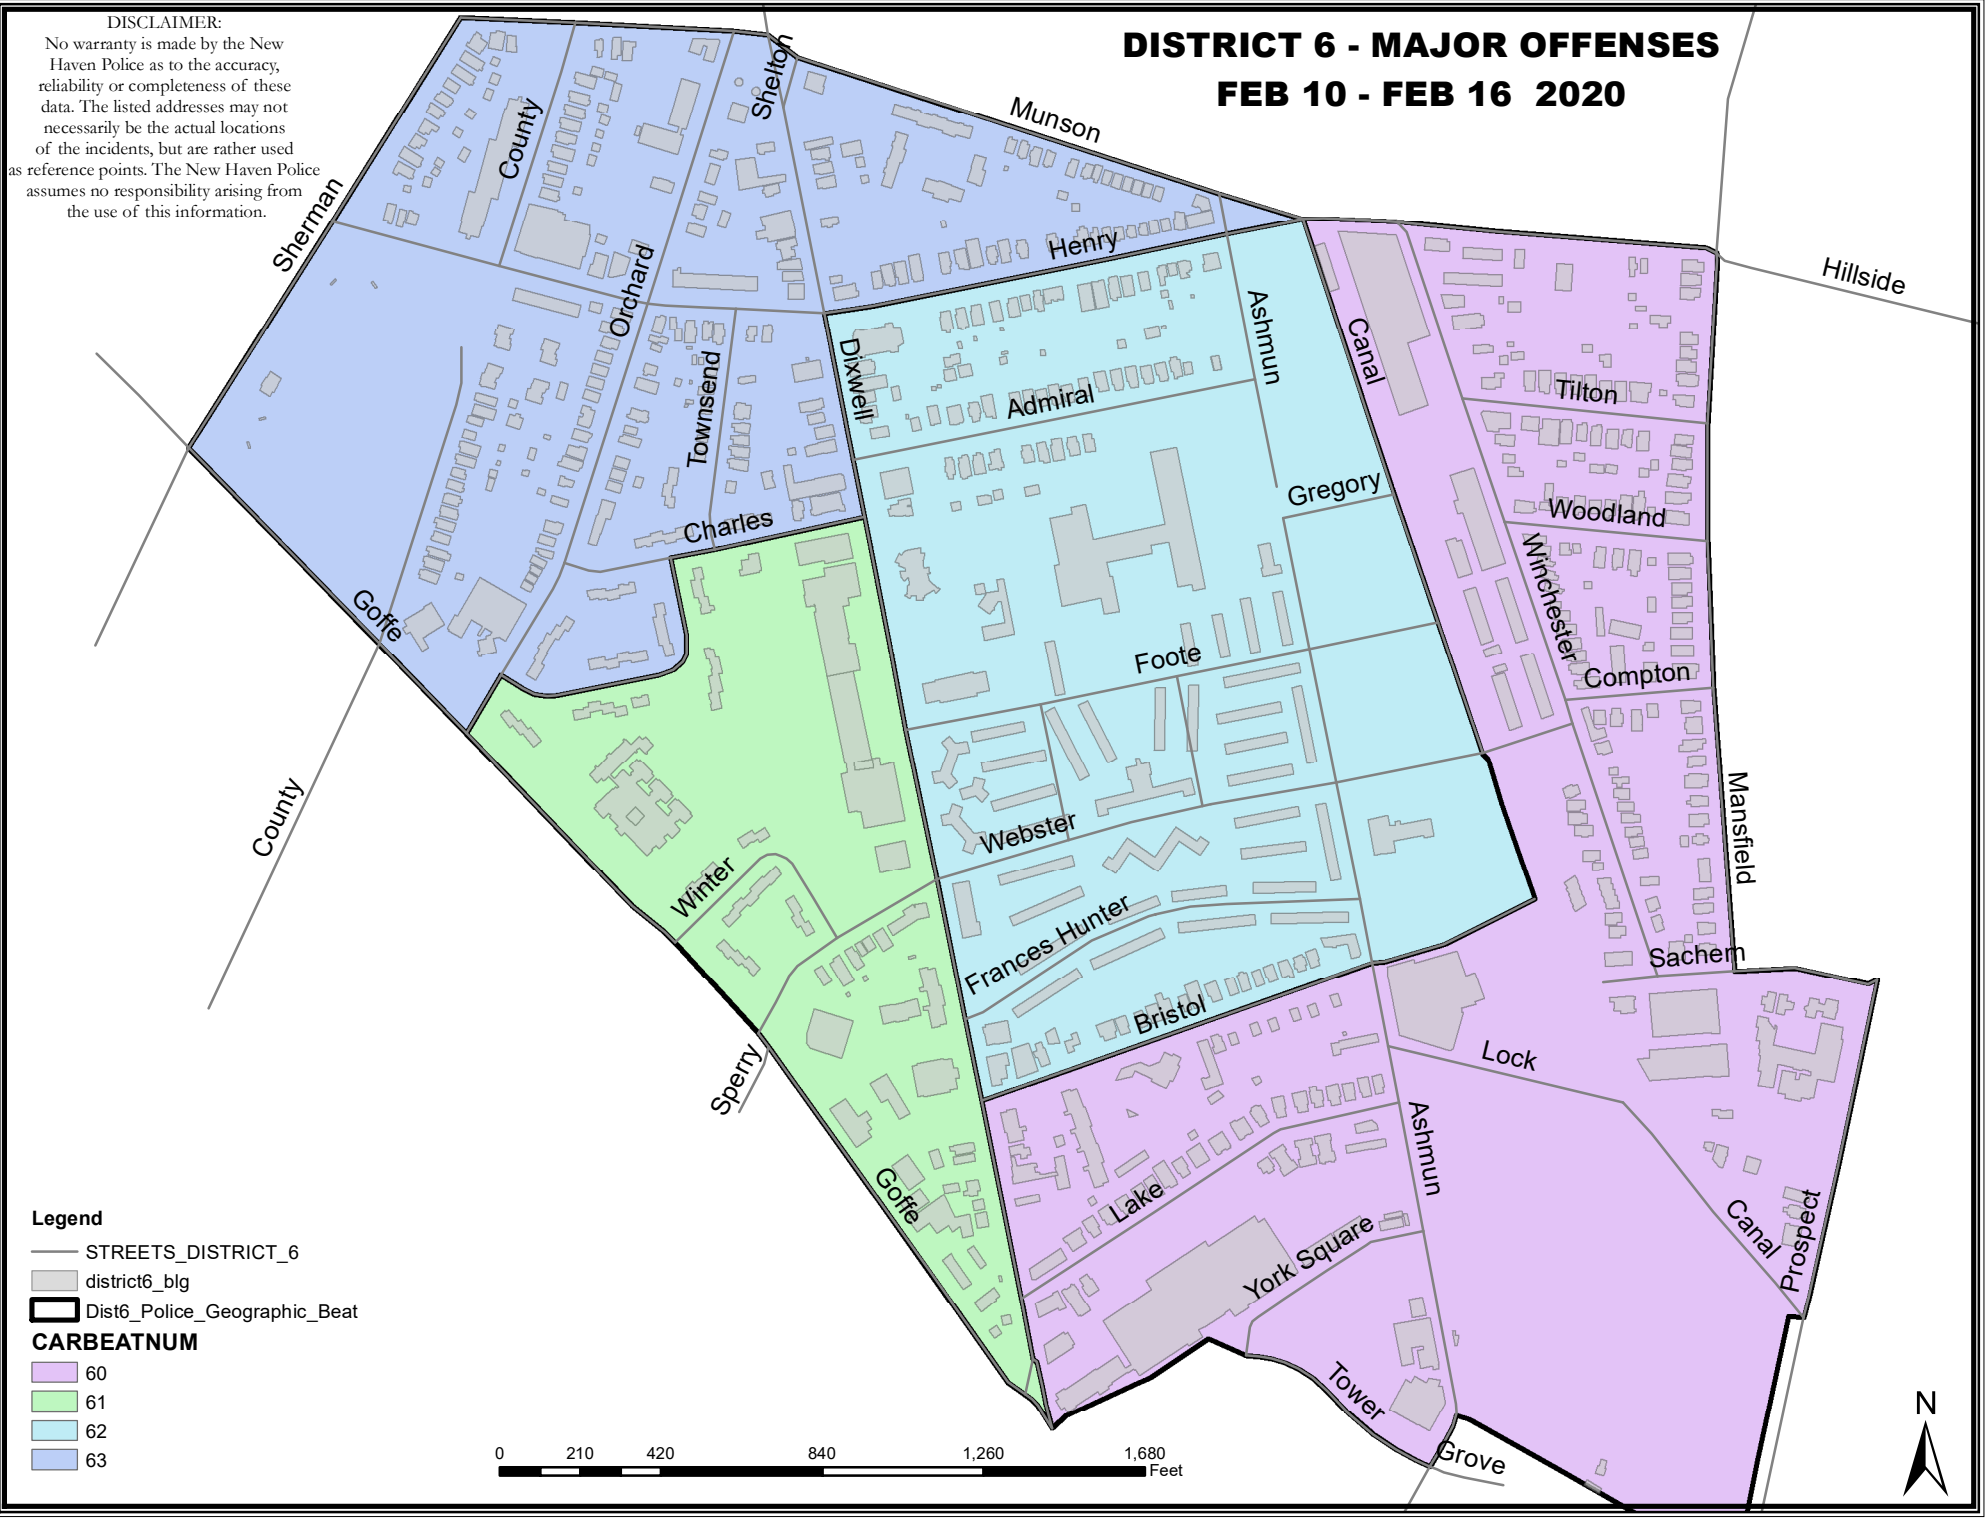 DISCLAIMER:
No warranty is made by the New
Haven Police as to the accuracy,
reliability or completeness of these
data. The listed addresses may not
necessarily be the actual locations
of the incidents, but are rather used
as reference points. The New Haven Police
assumes no responsibility arising from
the use of this information.
DISTRICT 6 - MAJOR OFFENSES
FEB 10 - FEB 16 2020
Shelton
Munson
County
Sherman
Henry
Hillside
Orchard
Ashmun
Canal
Dixwell
Townsend
Admiral
Tilton
Gregory
Woodland
Charles
Winchester
Goffe
Foote
Compton
County
Webster
Mansfield
Winter
Frances Hunter
Sachem
Bristol
Lock
Sperry
Ashmun
Goffe
Lake
Canal
Prospect
York Square
Tower
Grove
Legend
STREETS_DISTRICT_6
district6_blg
Dist6_Police_Geographic_Beat
CARBEATNUM
60
61
62
63
0 210 420 840 1,260 1,680
Feet
N